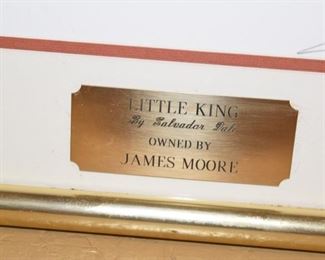 LITTLE KING
By Salvador Dali
OWNED BY
JAMES MOORE